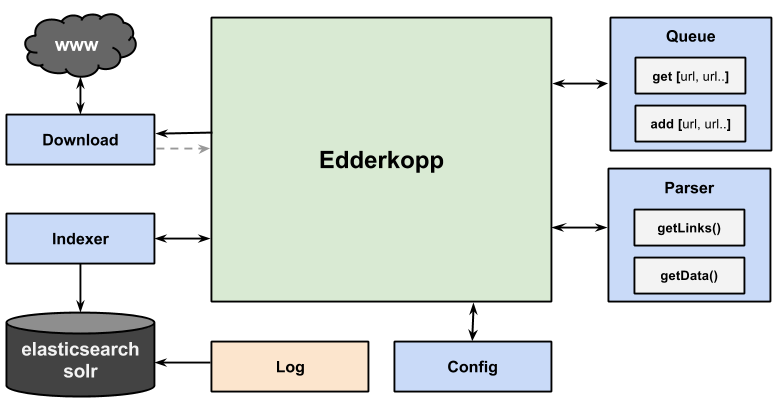 www
Download
Indexer
elasticsearch
solr
Edderkopp
Log
Config
Queue
get [url, url..]
add [url, url..]
Parser
getLinks()
getData()